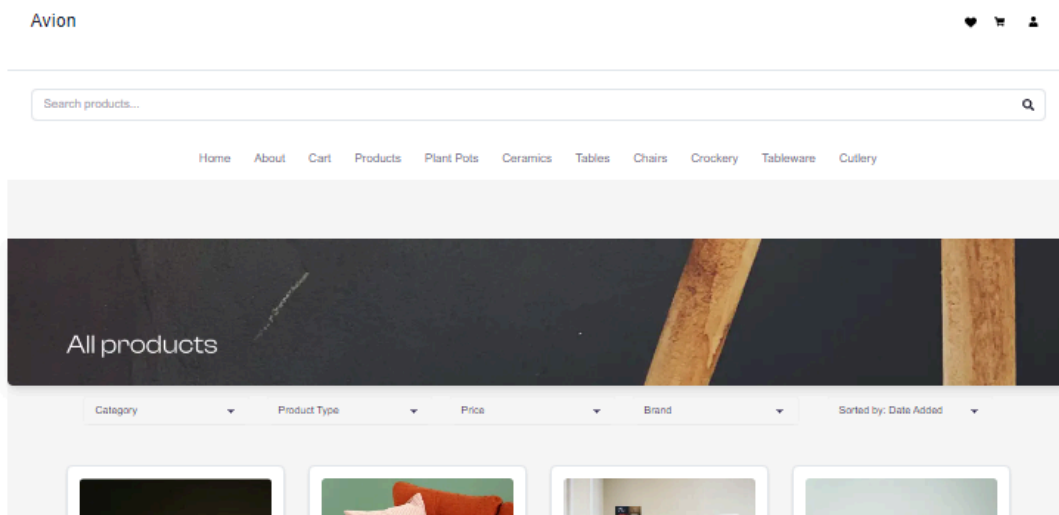 Avion
Search products...
Home About Cart Products Plant Pots Ceramics Tables Chairs Crockery Tableware Cutlery
All products
Category Product Type Price Brand Sorted by: Date Added